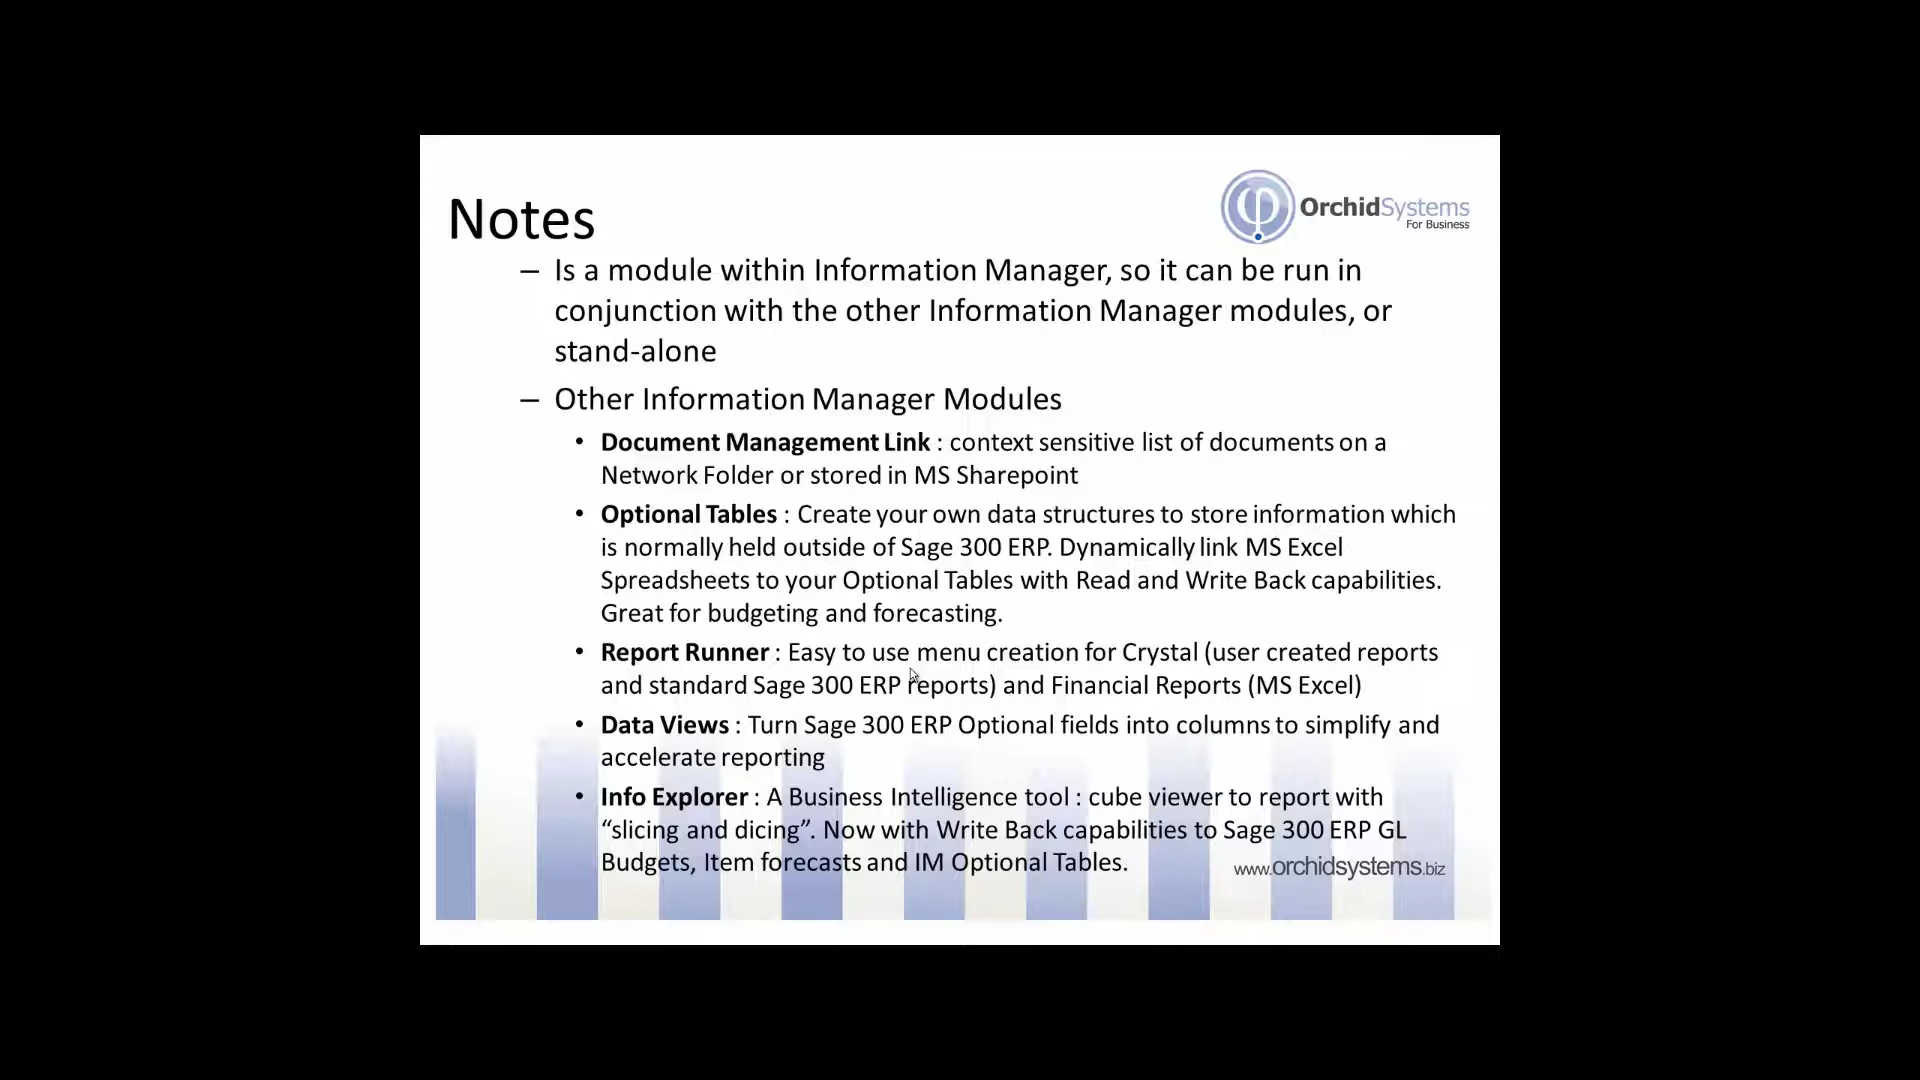 Notes
OrchidSystems
For Business
– Is a module within Information Manager, so it can be run in
conjunction with the other Information Manager modules, or
stand-alone
– Other Information Manager Modules
• Document Management Link : context sensitive list of documents on a
Network Folder or stored in MS Sharepoint
• Optional Tables : Create your own data structures to store information which
is normally held outside of Sage 300 ERP. Dynamically link MS Excel
Spreadsheets to your Optional Tables with Read and Write Back capabilities.
Great for budgeting and forecasting.
• Report Runner : Easy to use menu creation for Crystal (user created reports
and standard Sage 300 ERP reports) and Financial Reports (MS Excel)
• Data Views : Turn Sage 300 ERP Optional fields into columns to simplify and
accelerate reporting
• Info Explorer : A Business Intelligence tool : cube viewer to report with
“slicing and dicing”. Now with Write Back capabilities to Sage 300 ERP GL
Budgets, Item forecasts and IM Optional Tables.
www.orchidsystems.biz